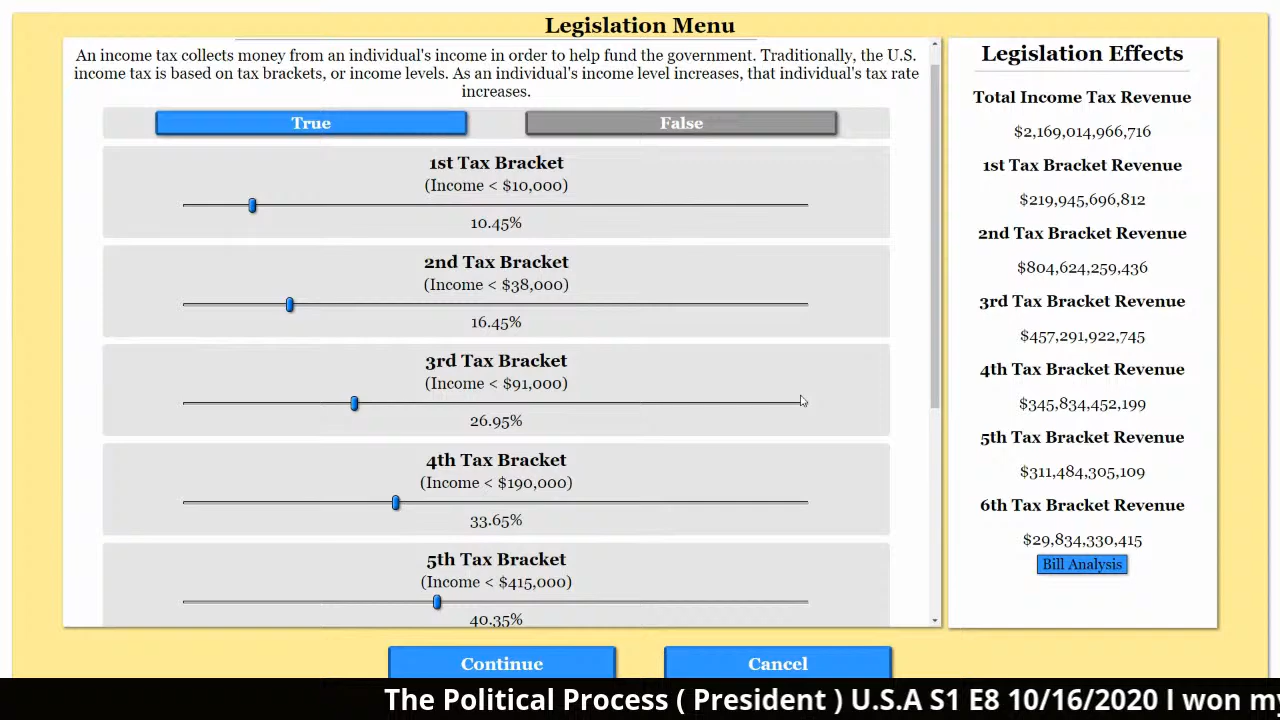 Legislation Menu
An income tax collects money from an individual's income in order to help fund the government. Traditionally, the U.S.
income tax is based on tax brackets, or income levels. As an individual's income level increases, that individual's tax rate
increases.
True
False
1st Tax Bracket
(Income < $10,000)
10.45%
2nd Tax Bracket
(Income < $38,000)
16.45%
3rd Tax Bracket
(Income < $91,000)
26.95%
4th Tax Bracket
(Income < $190,000)
33.65%
5th Tax Bracket
(Income < $415,000)
40.35%
Continue
Cancel
Legislation Effects
Total Income Tax Revenue
$2,169,014,966,716
1st Tax Bracket Revenue
$219,945,696,812
2nd Tax Bracket Revenue
$804,624,259,436
3rd Tax Bracket Revenue
$457,291,922,745
4th Tax Bracket Revenue
$345,834,452,199
5th Tax Bracket Revenue
$311,484,305,109
6th Tax Bracket Revenue
$29,834,330,415
Bill Analysis
The Political Process ( President ) U.S.A S1 E8 10/16/2020 I won my